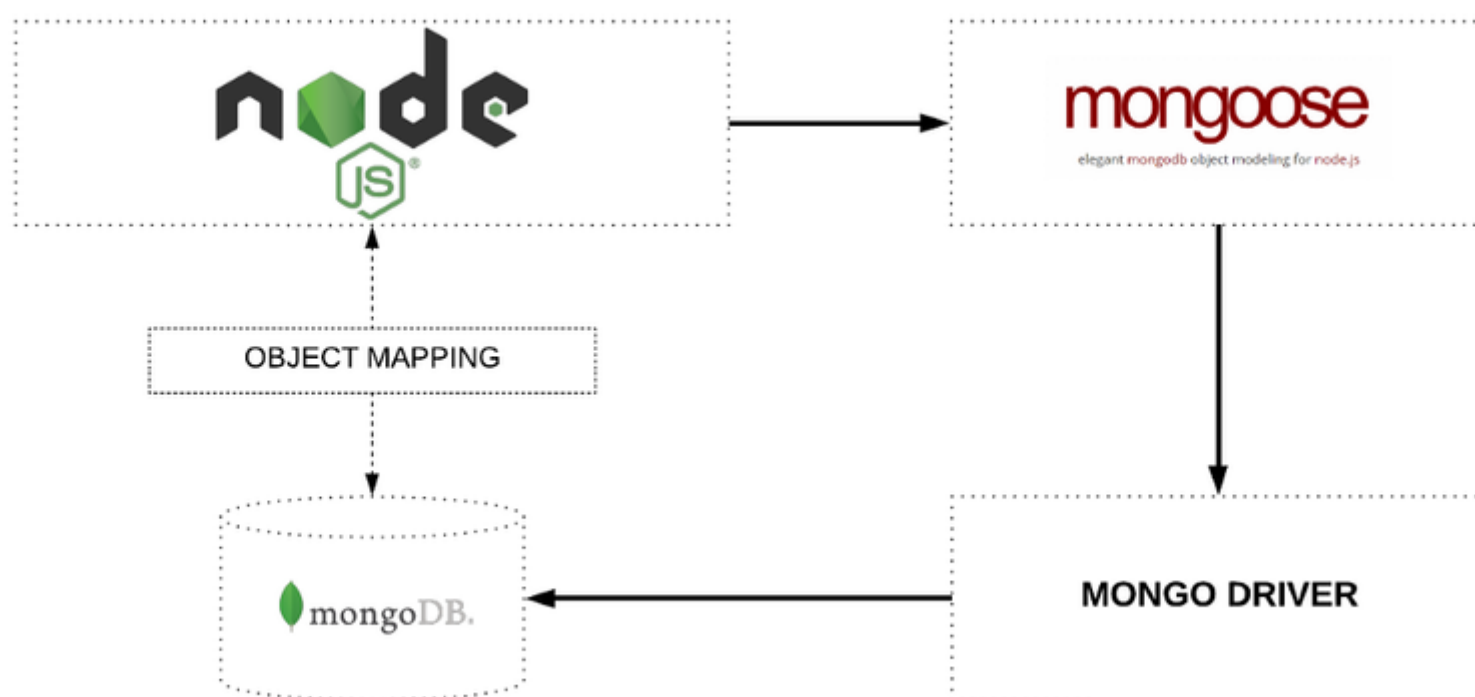 node
JS®
mongoose
elegant mongodb object modeling for node.js
OBJECT MAPPING
mongoDB.
MONGO DRIVER